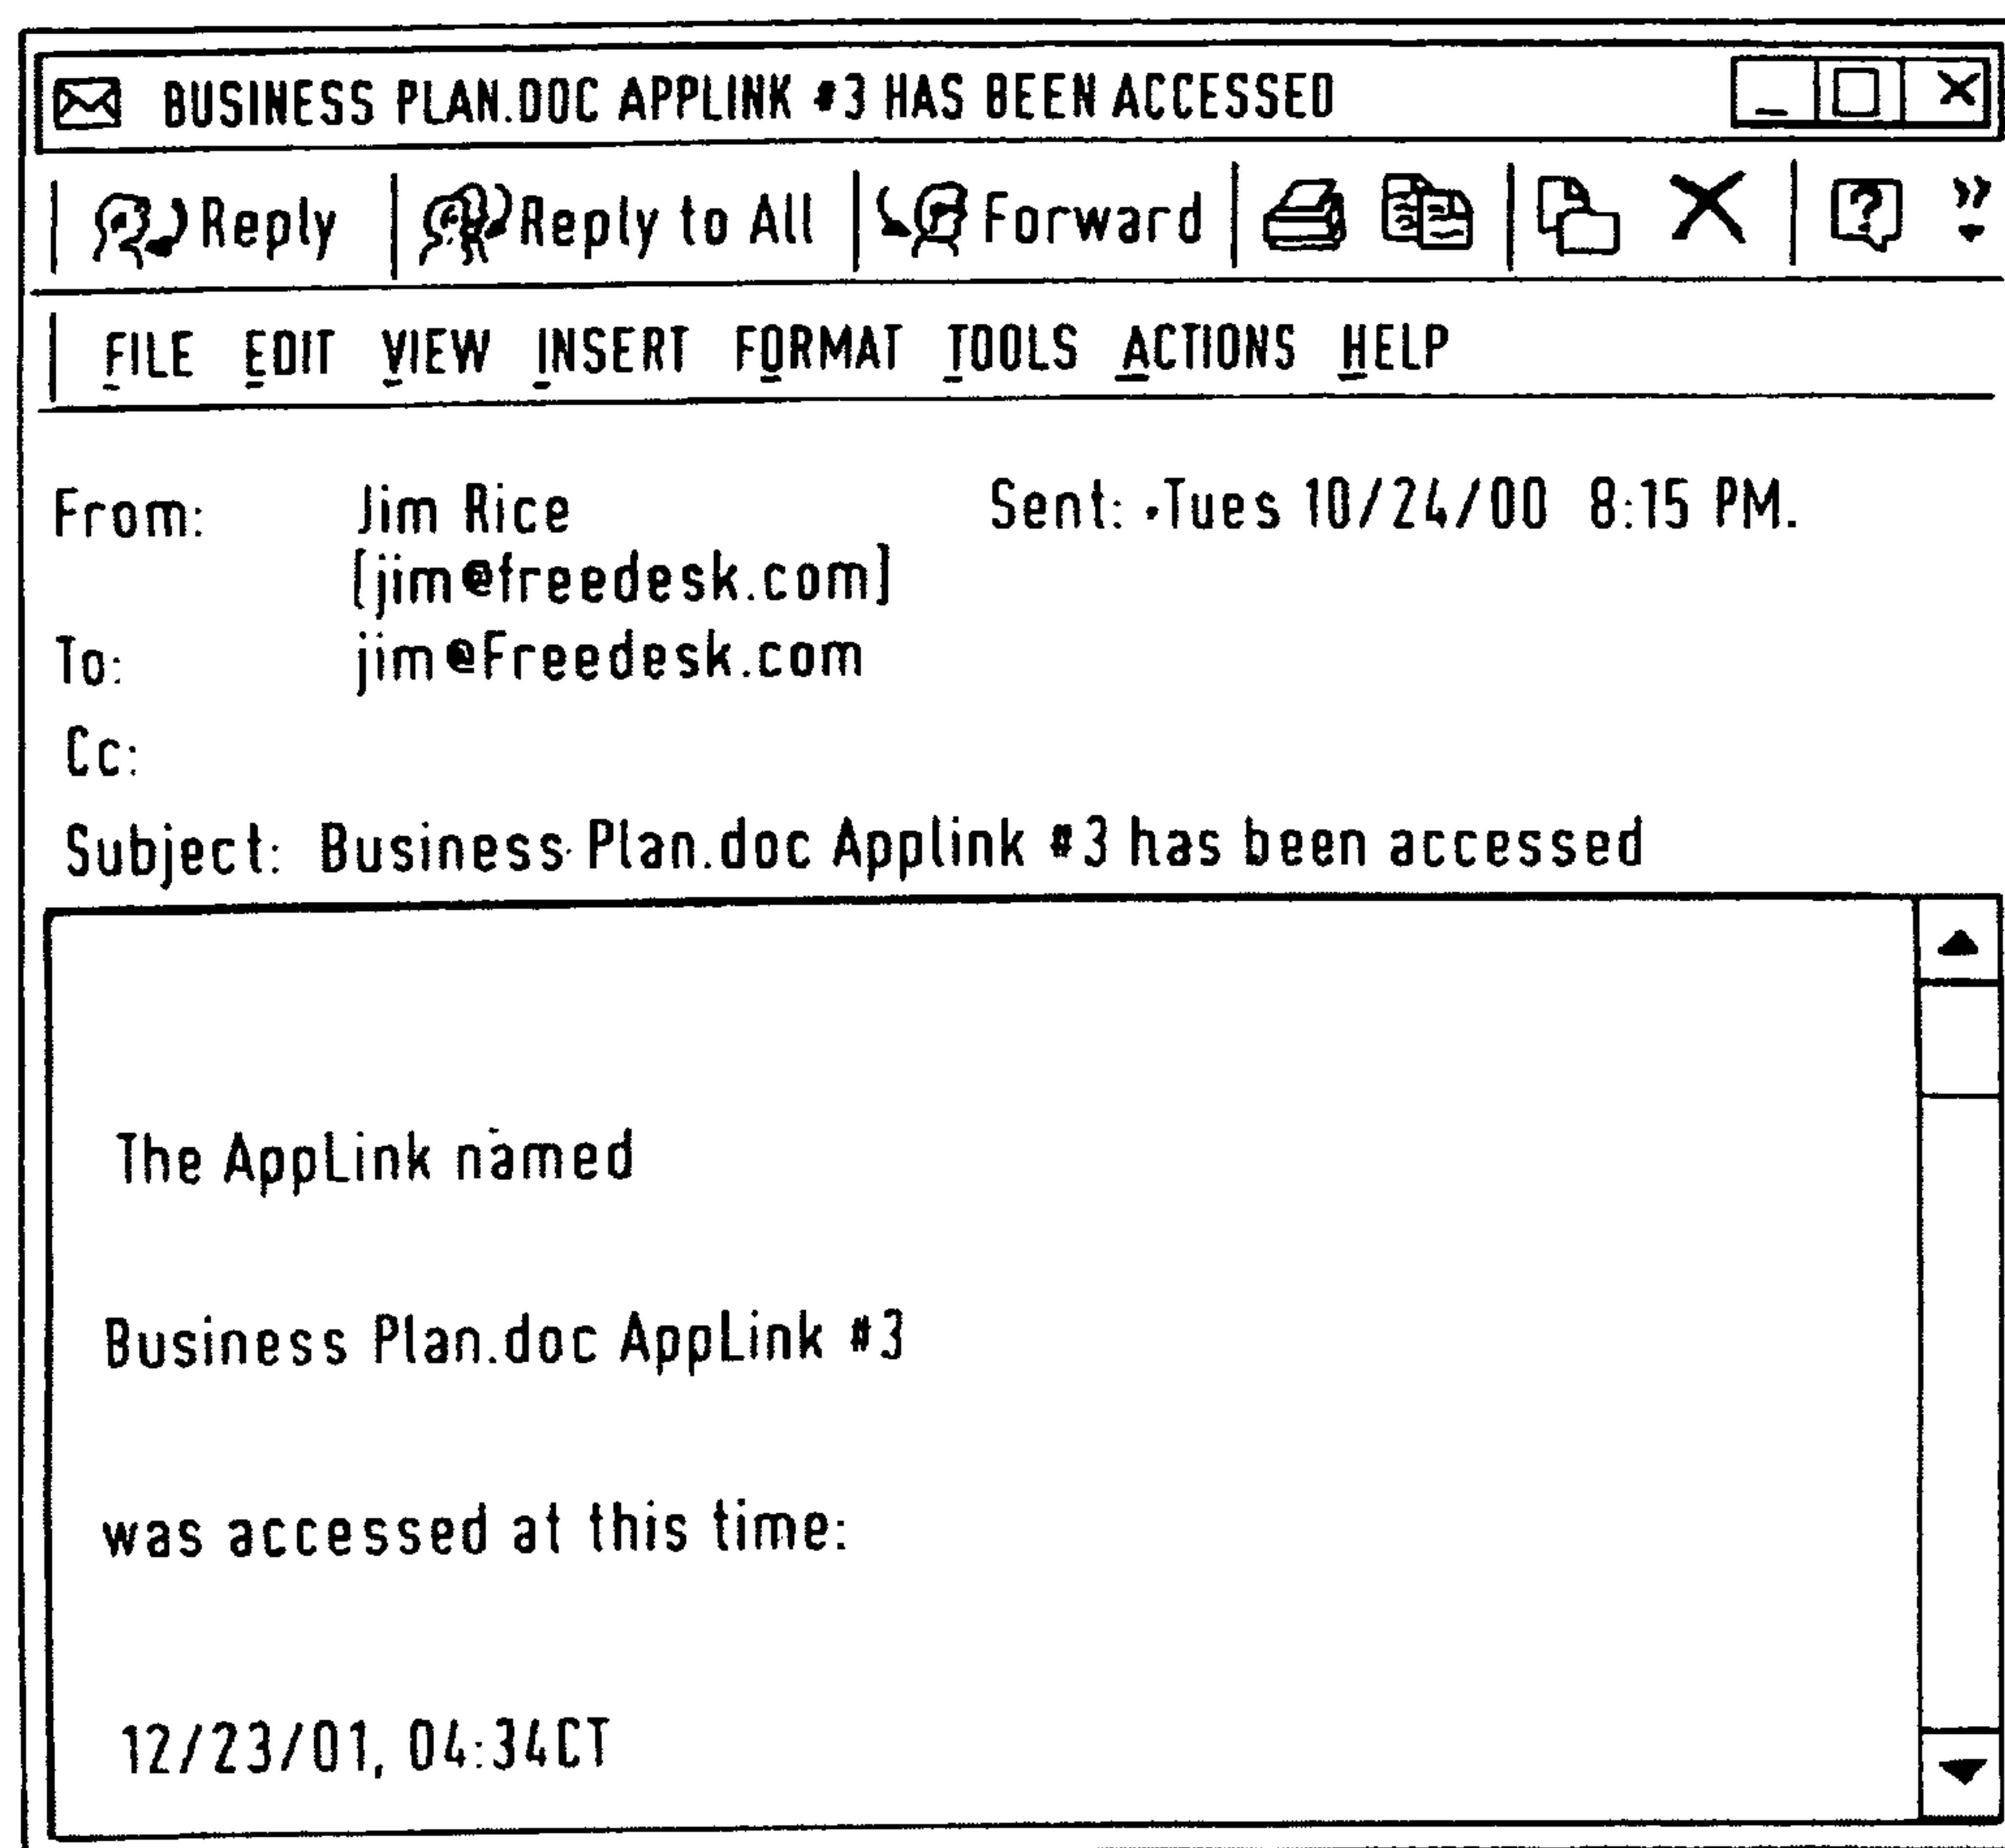 BUSINESS PLAN.DOC APPLINK #3 HAS BEEN ACCESSED
Reply Reply to All Forward
FILE EDIT VIEW INSERT FORMAT TOOLS ACTIONS HELP
From: Jim Rice Sent: Tues 10/24/00 8:15 PM.
[jim@freedesk.com]
To: jim@Freedesk.com
Cc:
Subject: Business Plan.doc Applink #3 has been accessed
The AppLink named
Business Plan.doc AppLink #3
was accessed at this time:
12/23/01, 04:34CT